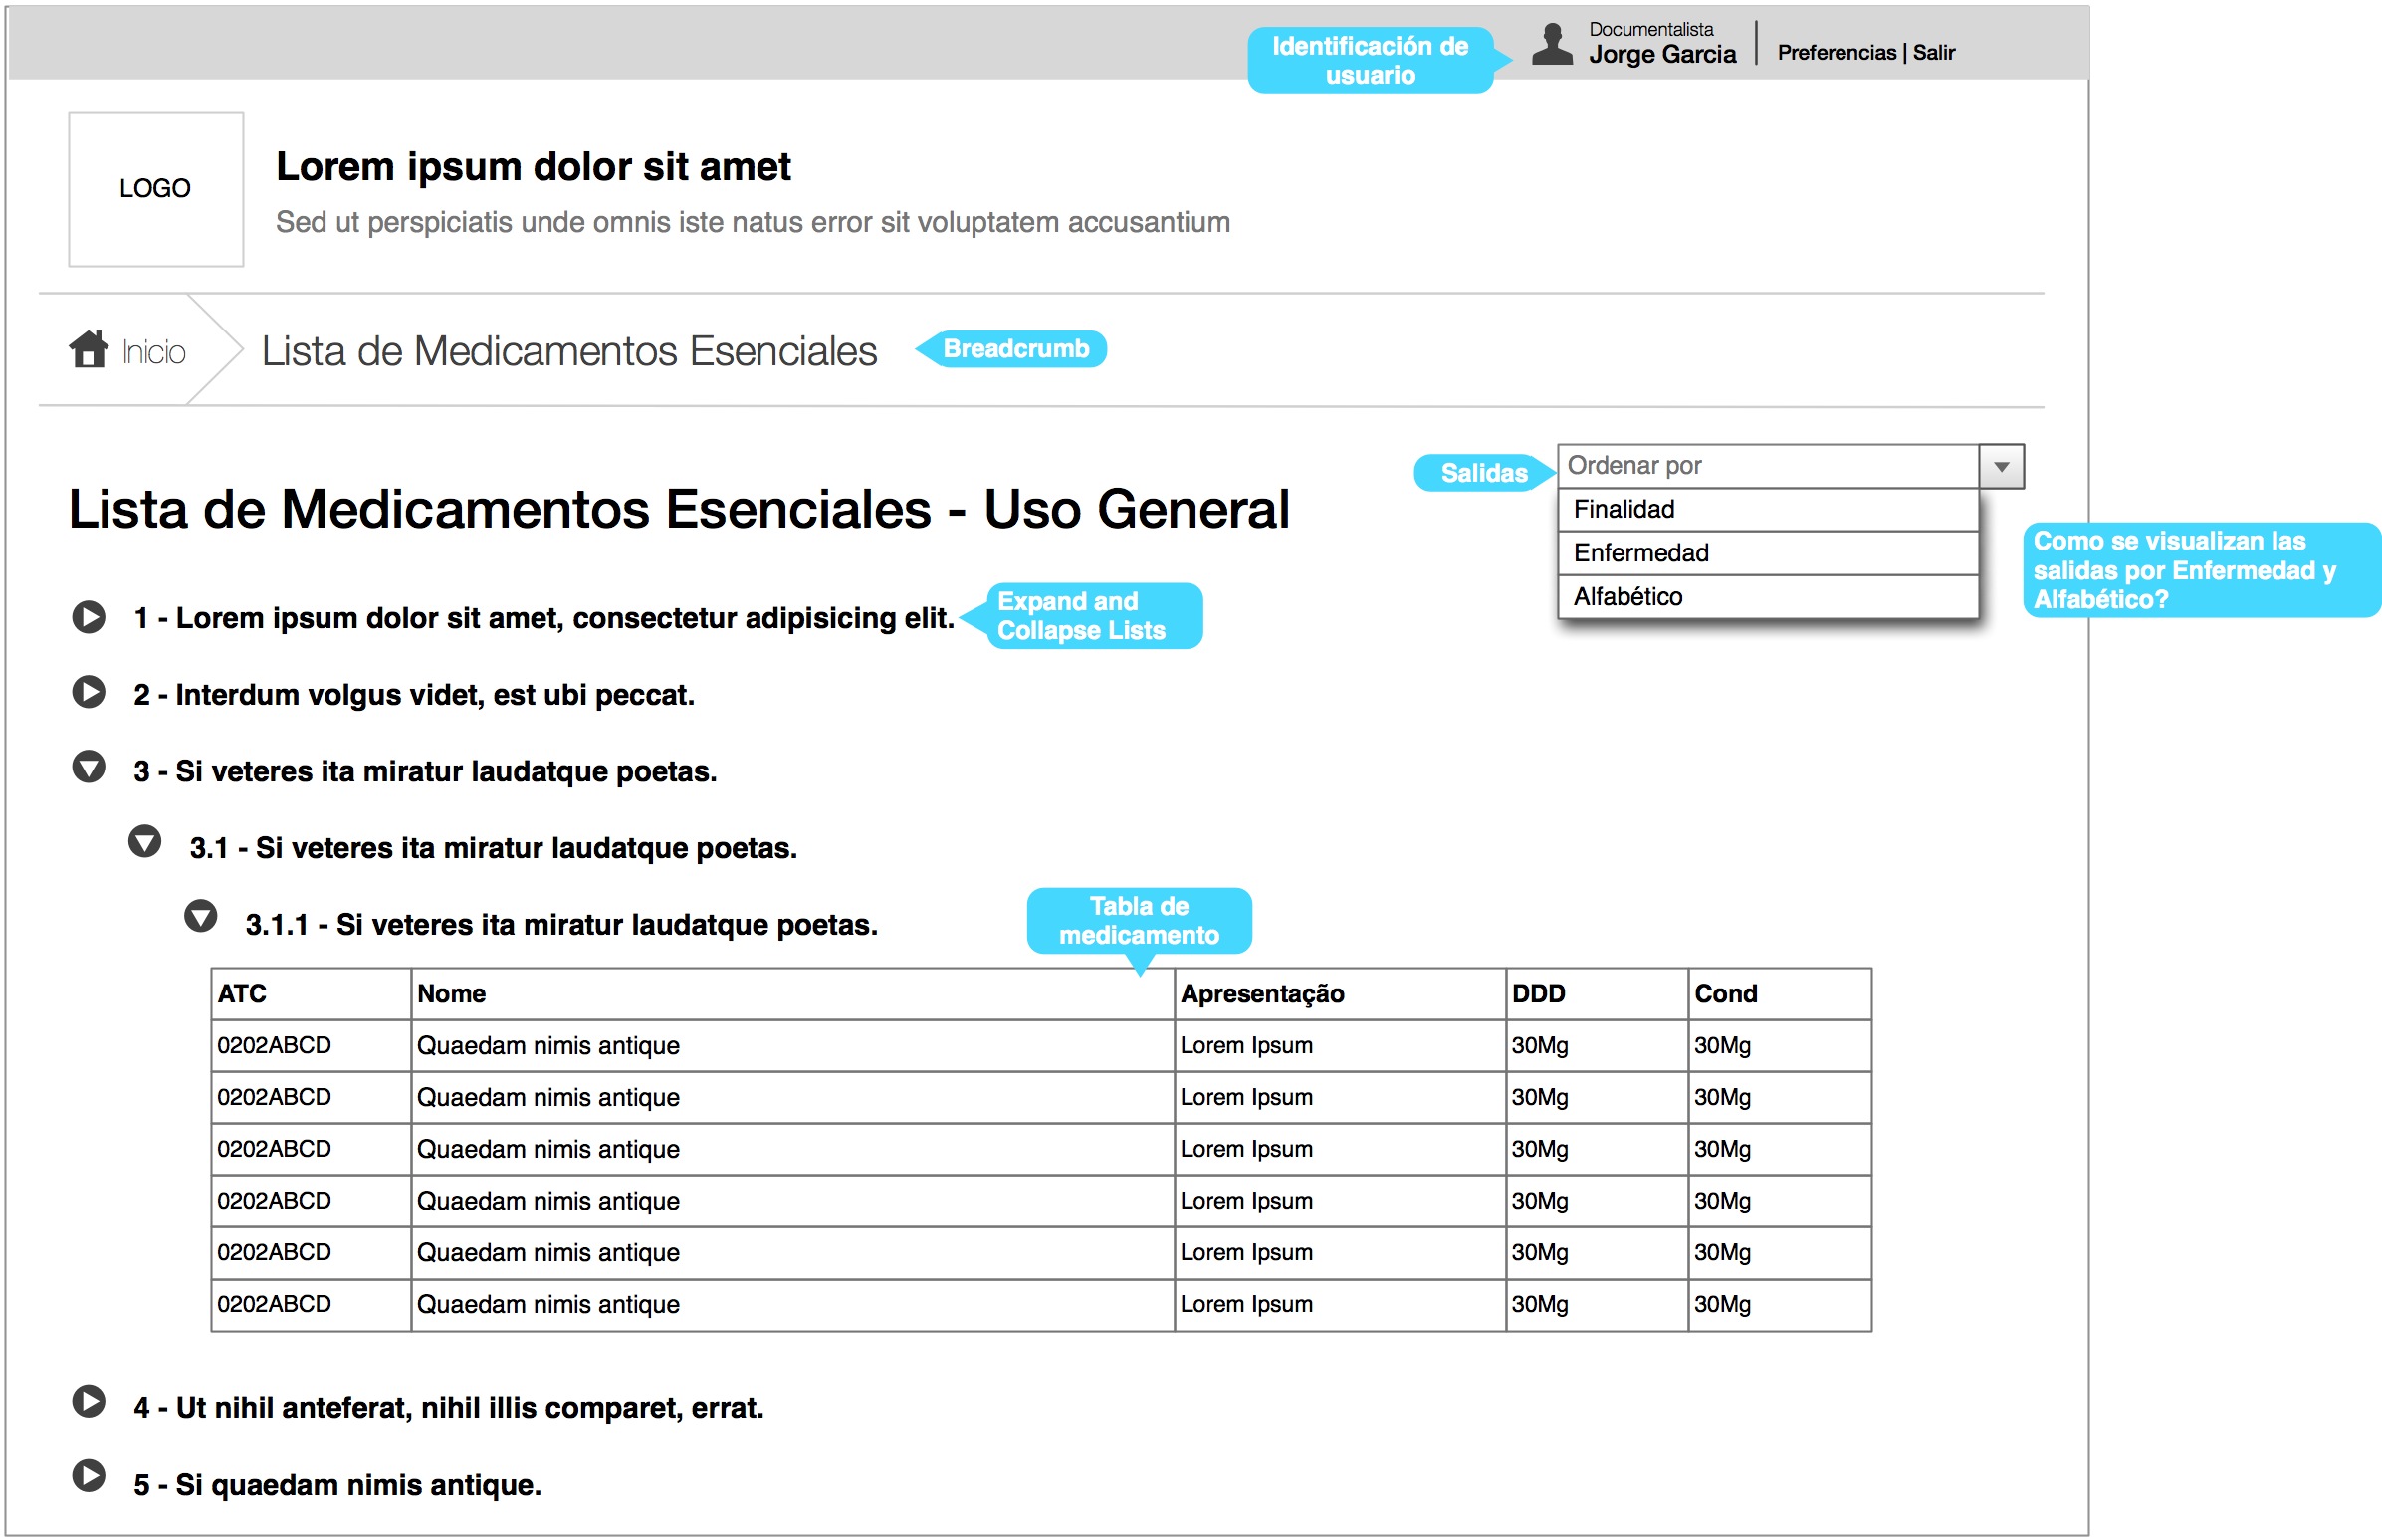 Identificación de
usuario
Documentalista
Jorge Garcia
Preferencias | Salir
LOGO
Lorem ipsum dolor sit amet
Sed ut perspiciatis unde omnis iste natus error sit voluptatem accusantium
Inicio
Lista de Medicamentos Esenciales
Breadcrumb
Salidas
Ordenar por
Finalidad
Enfermedad
Alfabético
Como se visualizan las
salidas por Enfermedad y
Alfabético?
Lista de Medicamentos Esenciales - Uso General
1 - Lorem ipsum dolor sit amet, consectetur adipisicing elit.
Expand and
Collapse Lists
2 - Interdum volgus videt, est ubi peccat.
3 - Si veteres ita miratur laudatque poetas.
3.1 - Si veteres ita miratur laudatque poetas.
3.1.1 - Si veteres ita miratur laudatque poetas.
Tabla de
medicamento
ATC Nome Apresentação DDD Cond
0202ABCD Quaedam nimis antique Lorem Ipsum 30Mg 30Mg
0202ABCD Quaedam nimis antique Lorem Ipsum 30Mg 30Mg
0202ABCD Quaedam nimis antique Lorem Ipsum 30Mg 30Mg
0202ABCD Quaedam nimis antique Lorem Ipsum 30Mg 30Mg
0202ABCD Quaedam nimis antique Lorem Ipsum 30Mg 30Mg
0202ABCD Quaedam nimis antique Lorem Ipsum 30Mg 30Mg
4 - Ut nihil anteferat, nihil illis comparet, errat.
5 - Si quaedam nimis antique.